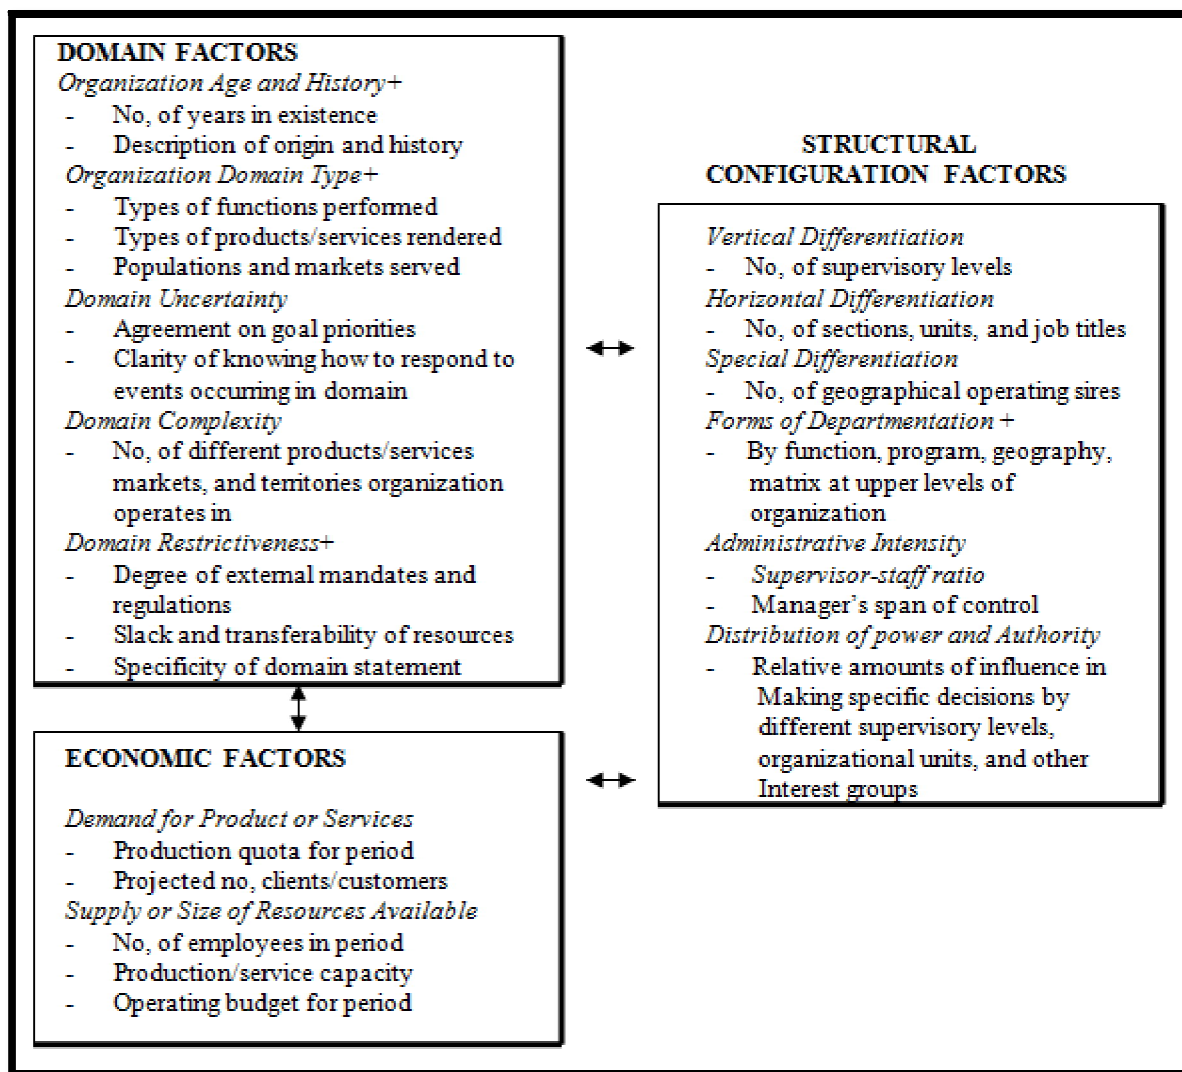 DOMAIN FACTORS
Organization Age and History+
- No, of years in existence
- Description of origin and history
Organization Domain Type+
- Types of functions performed
- Types of products/services rendered
- Populations and markets served
Domain Uncertainty
- Agreement on goal priorities
- Clarity of knowing how to respond to
events occurring in domain
Domain Complexity
- No, of different products/services
markets, and territories organization
operates in
Domain Restrictiveness+
- Degree of external mandates and
regulations
- Slack and transferability of resources
- Specificity of domain statement
ECONOMIC FACTORS
Demand for Product or Services
- Production quota for period
- Projected no, clients/customers
Supply or Size of Resources Available
- No, of employees in period
- Production/service capacity
- Operating budget for period
STRUCTURAL
CONFIGURATION FACTORS
Vertical Differentiation
- No, of supervisory levels
Horizontal Differentiation
- No, of sections, units, and job titles
Special Differentiation
- No, of geographical operating sires
Forms of Departmentation +
- By function, program, geography,
matrix at upper levels of
organization
Administrative Intensity
- Supervisor-staff ratio
- Manager's span of control
Distribution of power and Authority
- Relative amounts of influence in
Making specific decisions by
different supervisory levels,
organizational units, and other
Interest groups